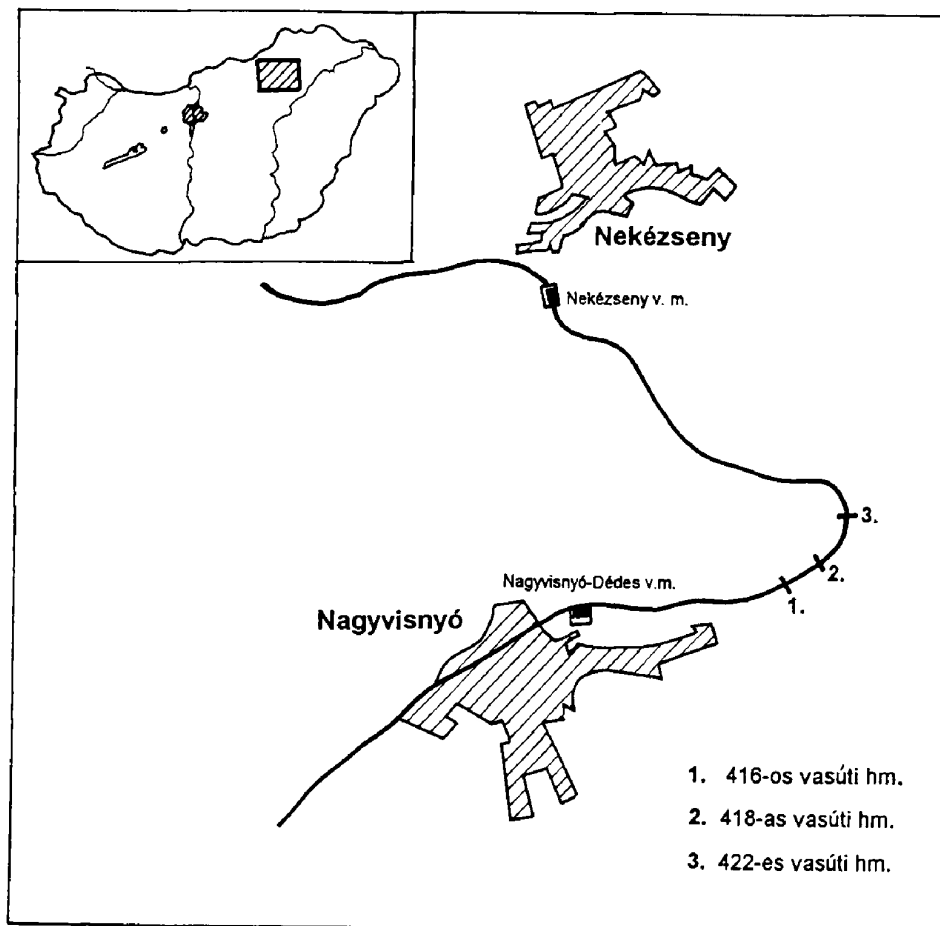 Nekézseny
Nekézseny v. m.
3.
2.
1.
Nagyvisnyó-Dédes v.m.
Nagyvisnyó
1. 416-os vasúti hm.
2. 418-as vasúti hm.
3. 422-es vasúti hm.